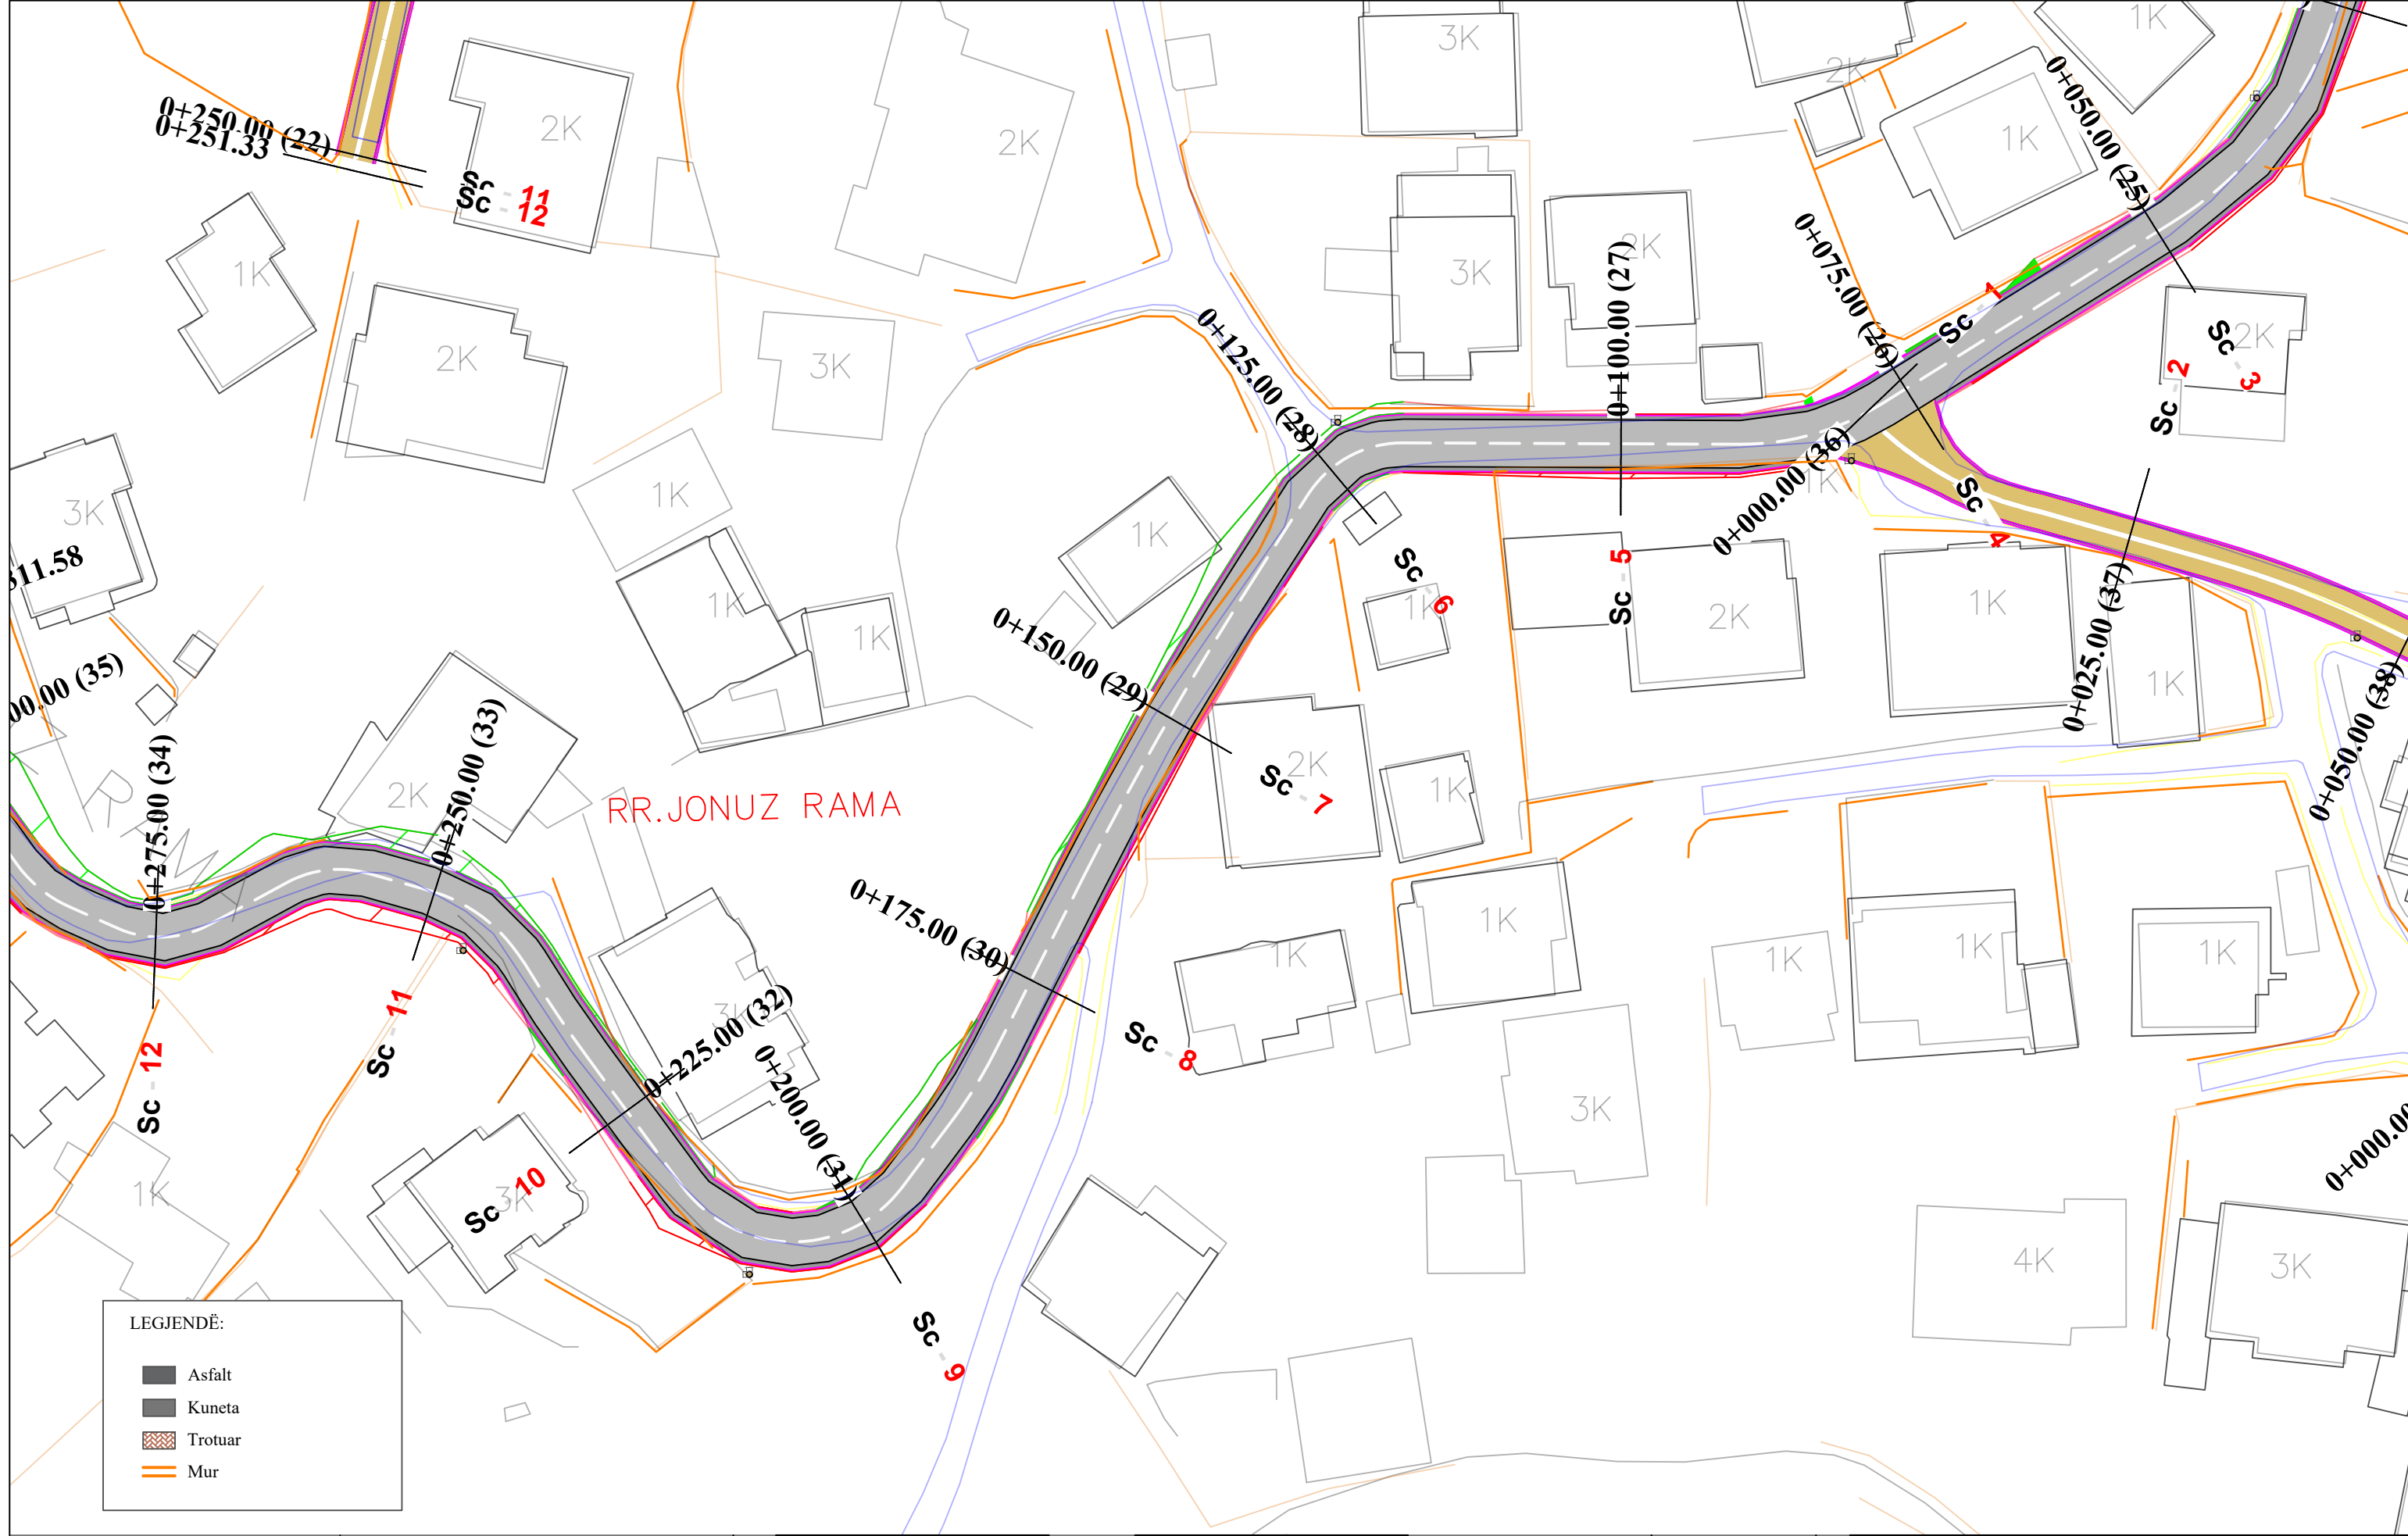 1K
3K
2K
0+050.00 (25)
0+250.00 (22)
0+251.33
2K
2K
1K
Sc - 11
Sc - 12
0+075.00 (26)
2K
3K
1K
0+100.00 (27)
Sc - 1
0+125.00 (28)
2K
3K
Sc - 3
2K
Sc - 2
0+000.00 (36)
1K
1K
3K
1K
Sc - 4
311.58
Sc - 5
Sc - 6
1K
1K
1K
2K
1K
0+150.00 (29)
0+025.00 (37)
1K
00.00 (35)
0+050.00 (38)
0+250.00 (33)
0+275.00 (34)
2K
2K
Sc - 7
1K
RR.JONUZ RAMA
0+175.00 (30)
1K
1K
1K
1K
1K
3K
0+225.00 (32)
Sc - 11
0+200.00 (31)
Sc - 8
Sc - 12
3K
0+000.00
1K
3K
Sc - 10
4K
3K
Sc - 9
LEGJENDË:
Asfalt
Kuneta
Trotuar
Mur